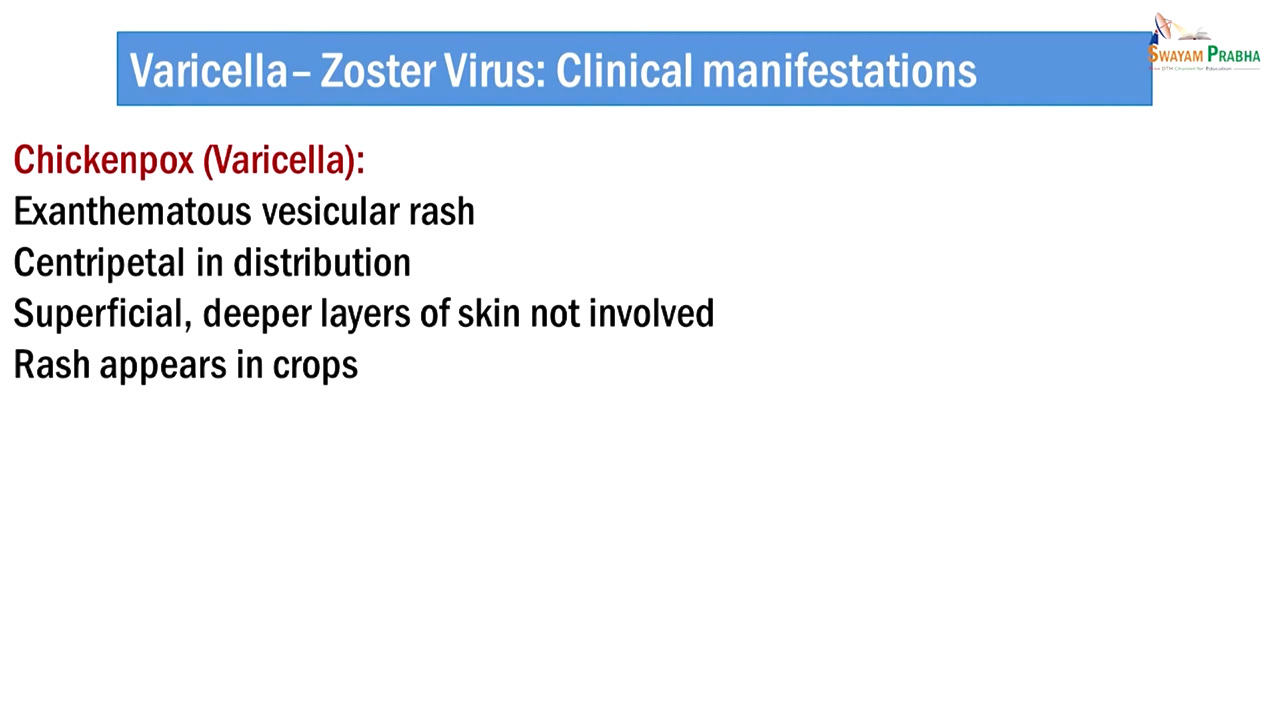 Varicella – Zoster Virus: Clinical manifestations
SWAYAM PRABHA
Chickenpox (Varicella):
Exanthematous vesicular rash
Centripetal in distribution
Superficial, deeper layers of skin not involved
Rash appears in crops